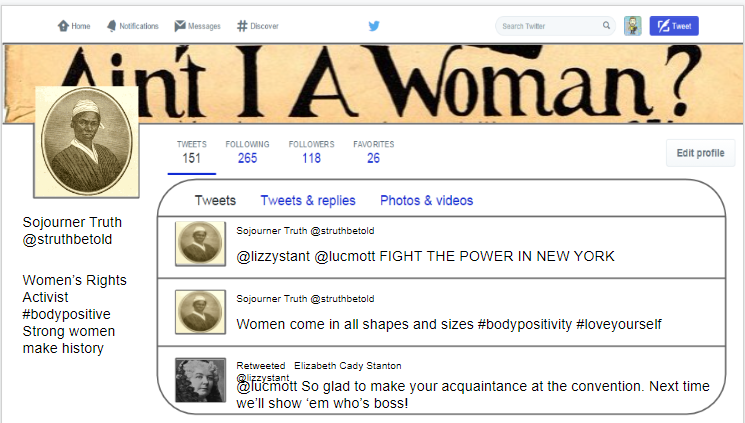 Home Notifications Messages # Discover Search Twitter Tweet
Ain't I A Woman?
TWEETS FOLLOWING FOLLOWERS FAVORITES
151 265 118 26
Edit profile
Tweets Tweets & replies Photos & videos
Sojourner Truth
@struthbetold
Women’s Rights
Activist
#bodypositive
Strong women
make history
Sojourner Truth @struthbetold
@lizzystant @lucmott FIGHT THE POWER IN NEW YORK
Sojourner Truth @struthbetold
Women come in all shapes and sizes #bodypositivity #loveyourself
Retweeted Elizabeth Cady Stanton
@lizzystant
@lucmott So glad to make your acquaintance at the convention. Next time
we’ll show ‘em who’s boss!